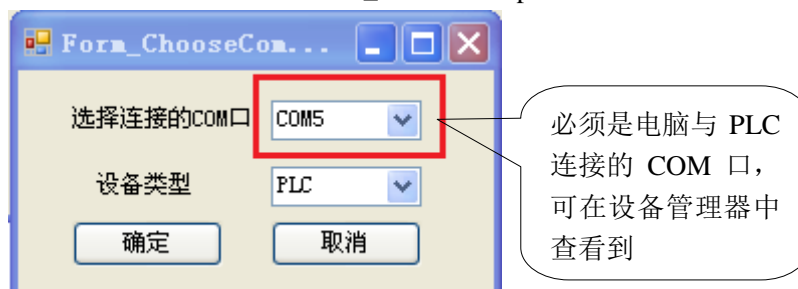 Form_ChooseCom...
选择连接的COM口 COM5
设备类型 PLC
确定 取消
必须是电脑与 PLC
连接的 COM 口，
可在设备管理器中
查看到